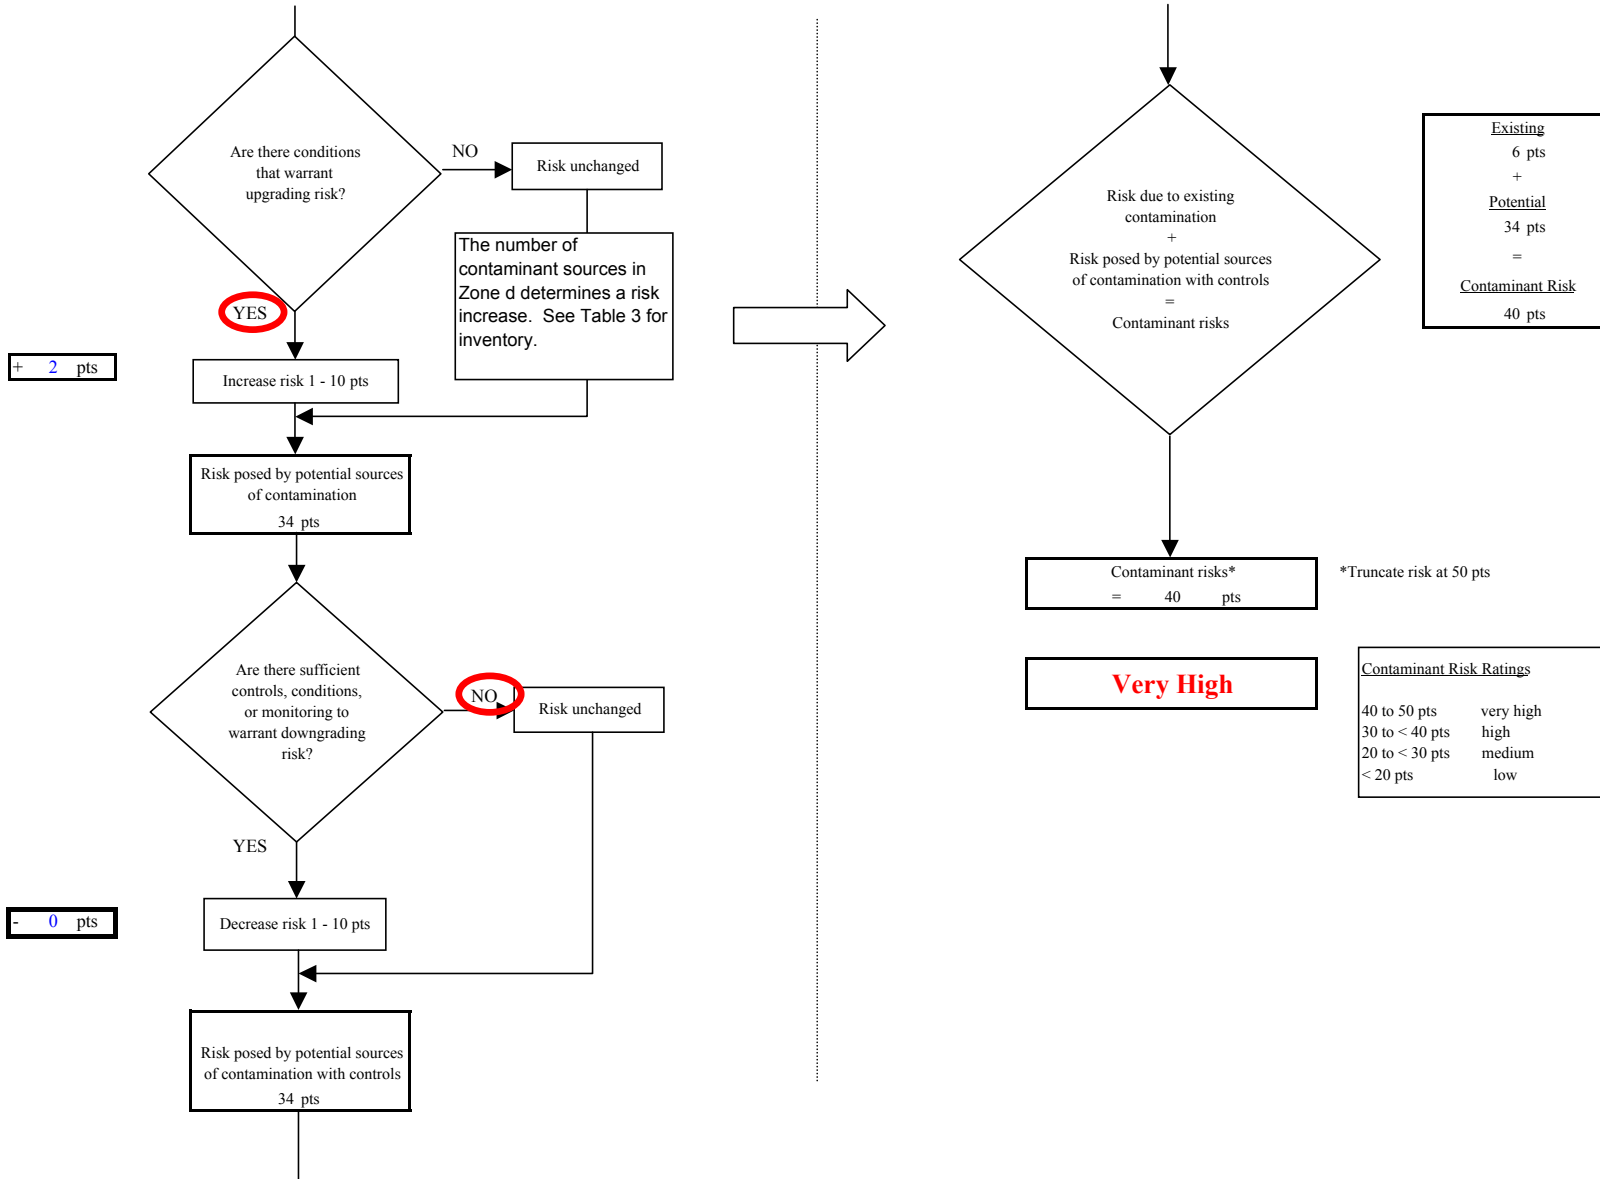 Are there conditions
that warrant
upgrading risk?
NO
Risk unchanged
The number of
contaminant sources in
Zone d determines a risk
increase. See Table 3 for
inventory.
YES
+ 2 pts
Increase risk 1 - 10 pts
Risk posed by potential sources
of contamination
34 pts
Are there sufficient
controls, conditions,
or monitoring to
warrant downgrading
risk?
NO
Risk unchanged
YES
- 0 pts
Decrease risk 1 - 10 pts
Risk posed by potential sources
of contamination with controls
34 pts
Risk due to existing
contamination
+
Risk posed by potential sources
of contamination with controls
=
Contaminant risks
Existing
6 pts
+
Potential
34 pts
=
Contaminant Risk
40 pts
Contaminant risks*
= 40 pts
*Truncate risk at 50 pts
Very High
Contaminant Risk Ratings
40 to 50 pts very high
30 to < 40 pts high
20 to < 30 pts medium
< 20 pts low